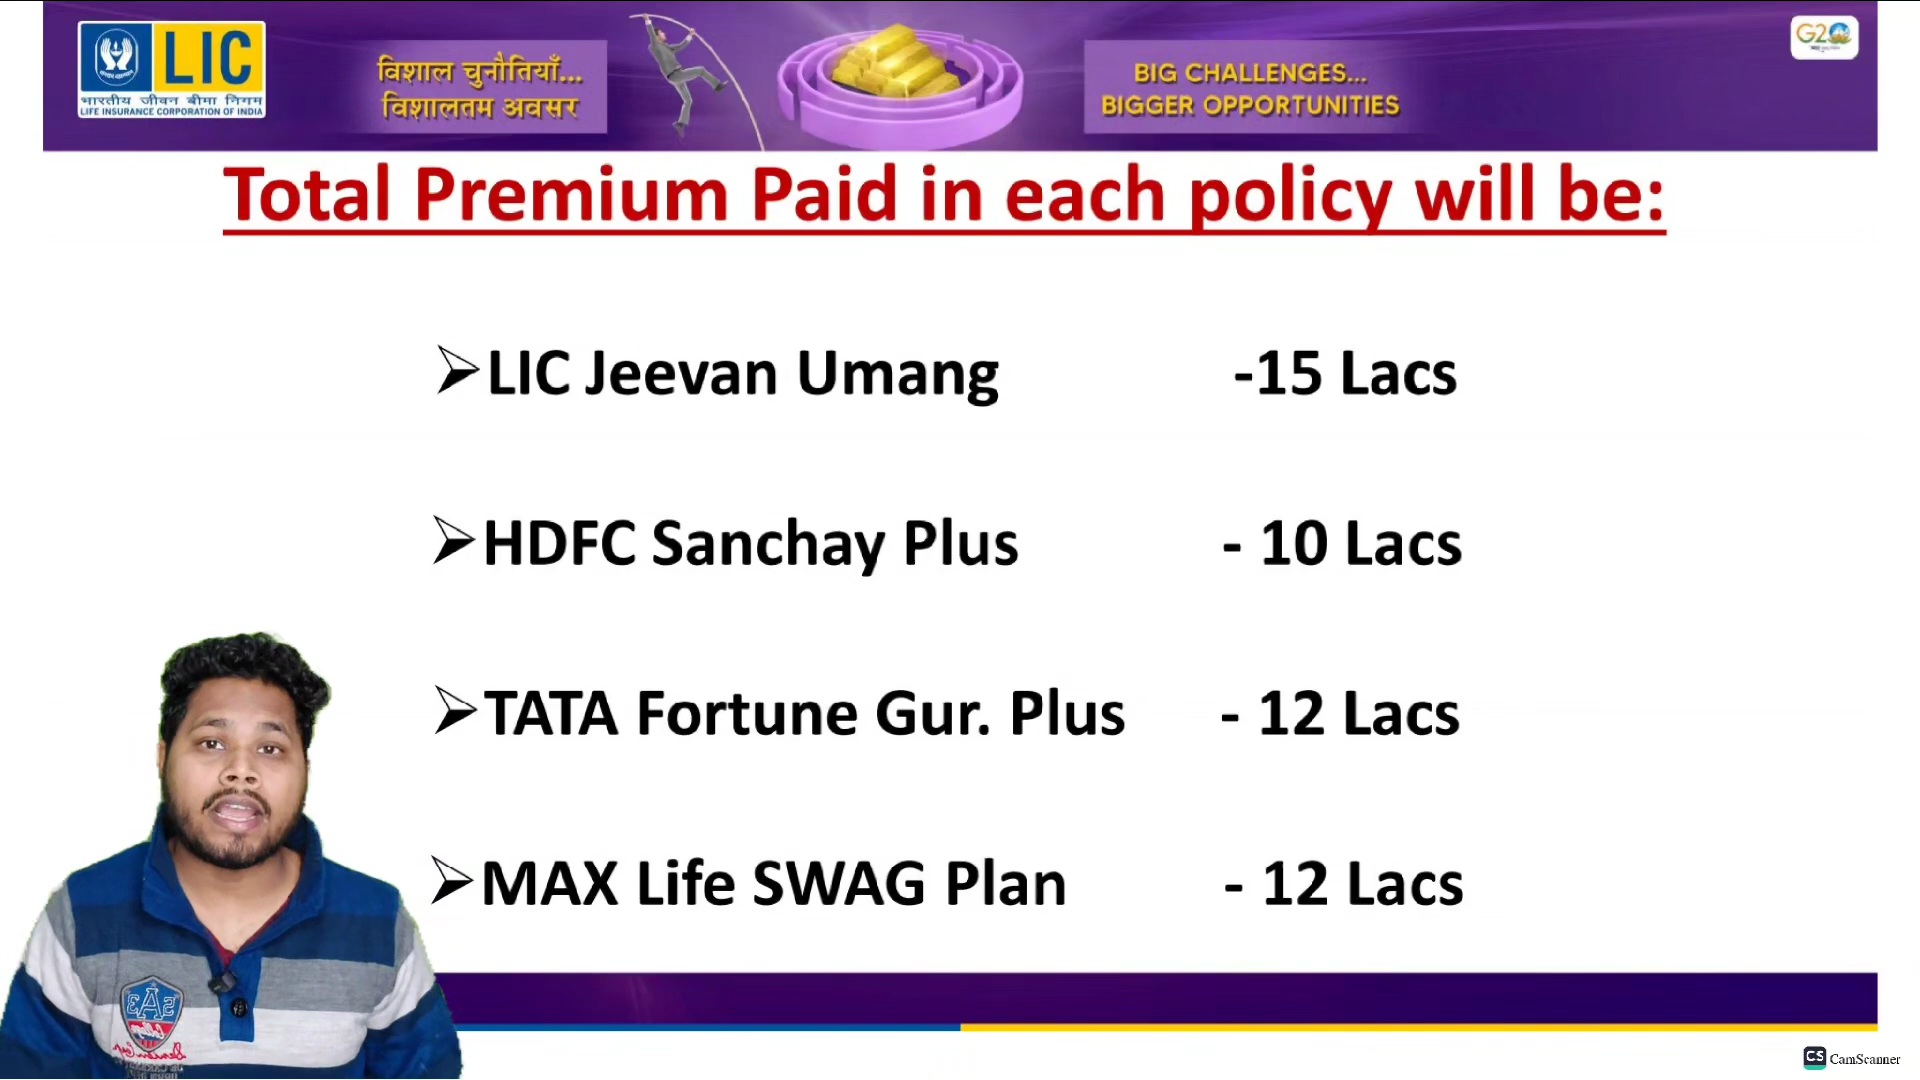 LIC
भारतीय जीवन बीमा निगम
LIFE INSURANCE CORPORATION OF INDIA
विशाल चुनौतियाँ...
विशालतम अवसर
BIG CHALLENGES...
BIGGER OPPORTUNITIES
G20
Total Premium Paid in each policy will be:
LIC Jeevan Umang -15 Lacs
HDFC Sanchay Plus - 10 Lacs
TATA Fortune Gur. Plus - 12 Lacs
MAX Life SWAG Plan - 12 Lacs
CS CamScanner